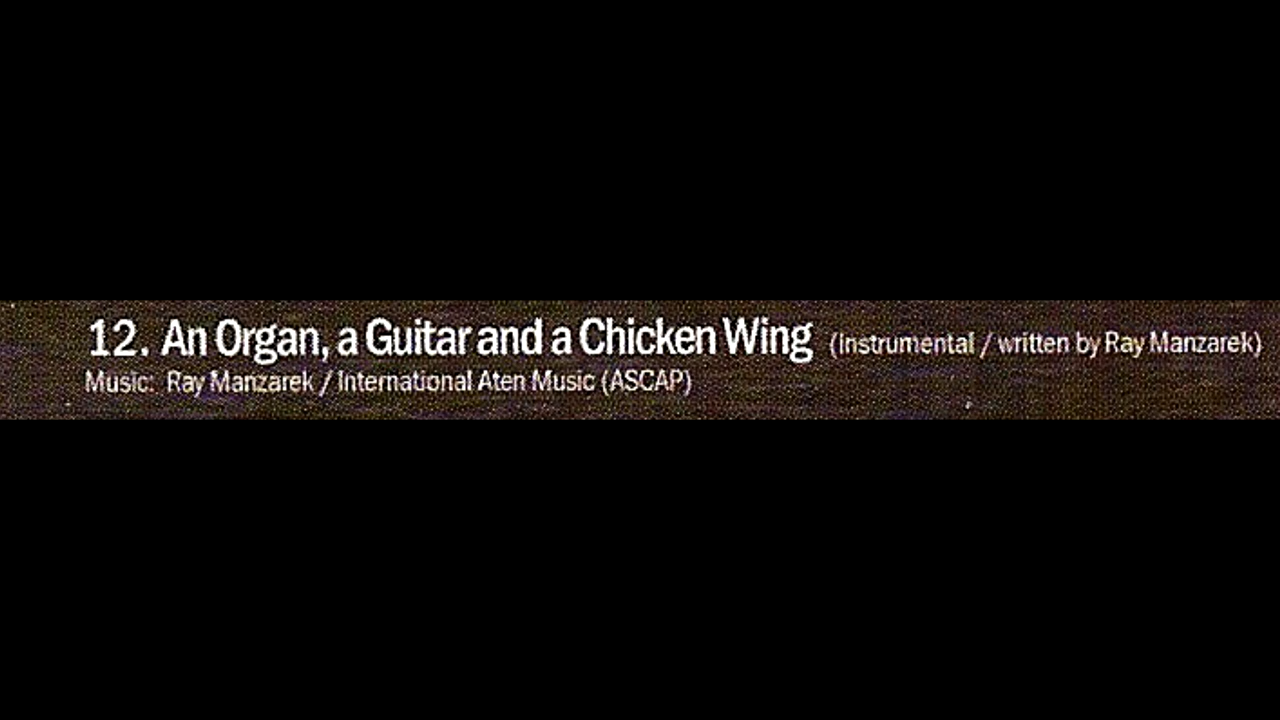 12. An Organ, a Guitar and a Chicken Wing (Instrumental / written by Ray Manzarek)
Music: Ray Manzarek / International Aten Music (ASCAP)